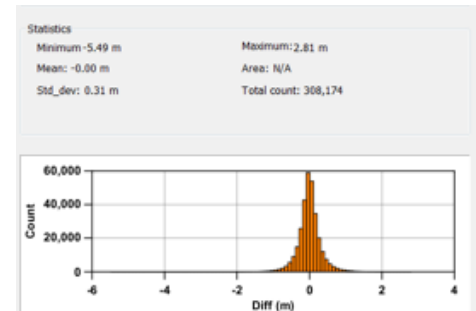 Statistics
Minimum-5.49 m Maximum:2.81 m
Mean: -0.00 m Area: N/A
Std_dev: 0.31 m Total count: 308,174
60,000
40,000
20,000
0
Count
-6 -4 -2 0 2 4
Diff (m)